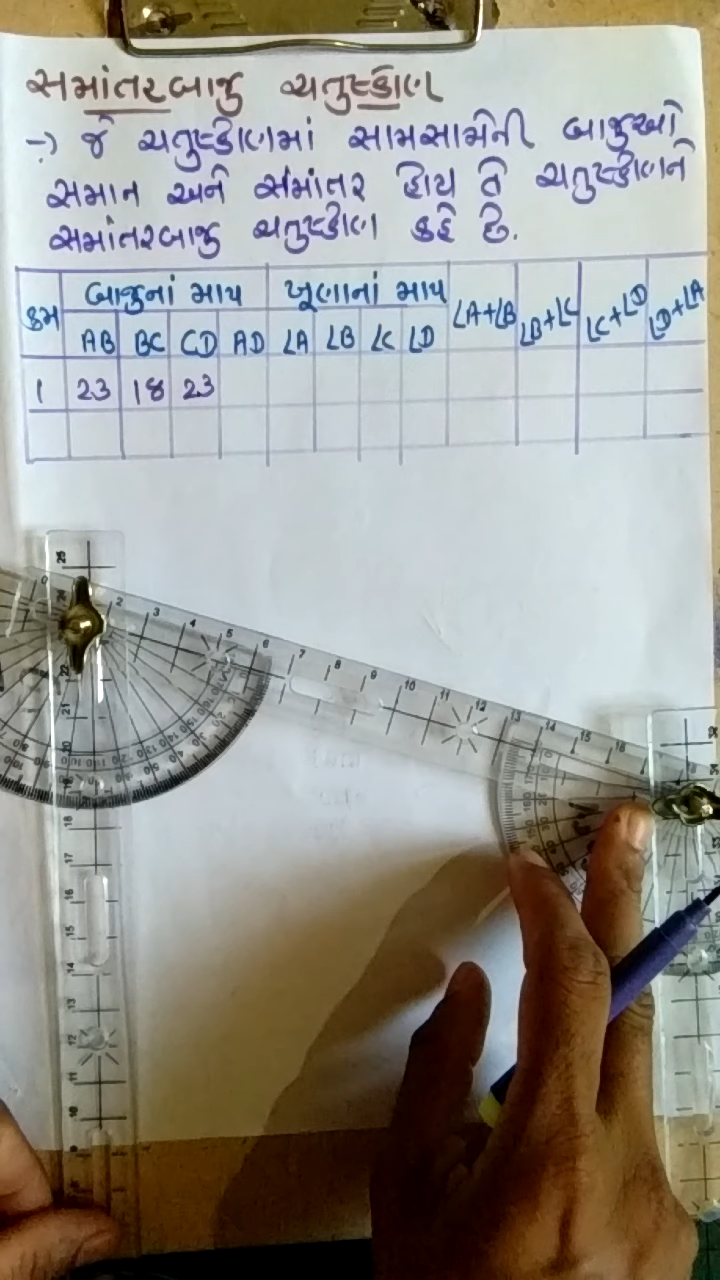 સમાંતરબાજુ ચતુષ્કોણ
-> જે ચતુષ્કોણમાં સામસામેની બાજુઓ
સમાન અને સંમાંતર હોય તે ચતુષ્કોણને
સમાંતરબાજુ ચતુષ્કોણ કહે છે.
ક્રમ બાજુનાં માપ ખૂણાનાં માપ ∠A+∠B ∠B+∠C ∠C+∠D ∠D+∠A
AB BC CD AD ∠A ∠B ∠C ∠D
1 23 18 23